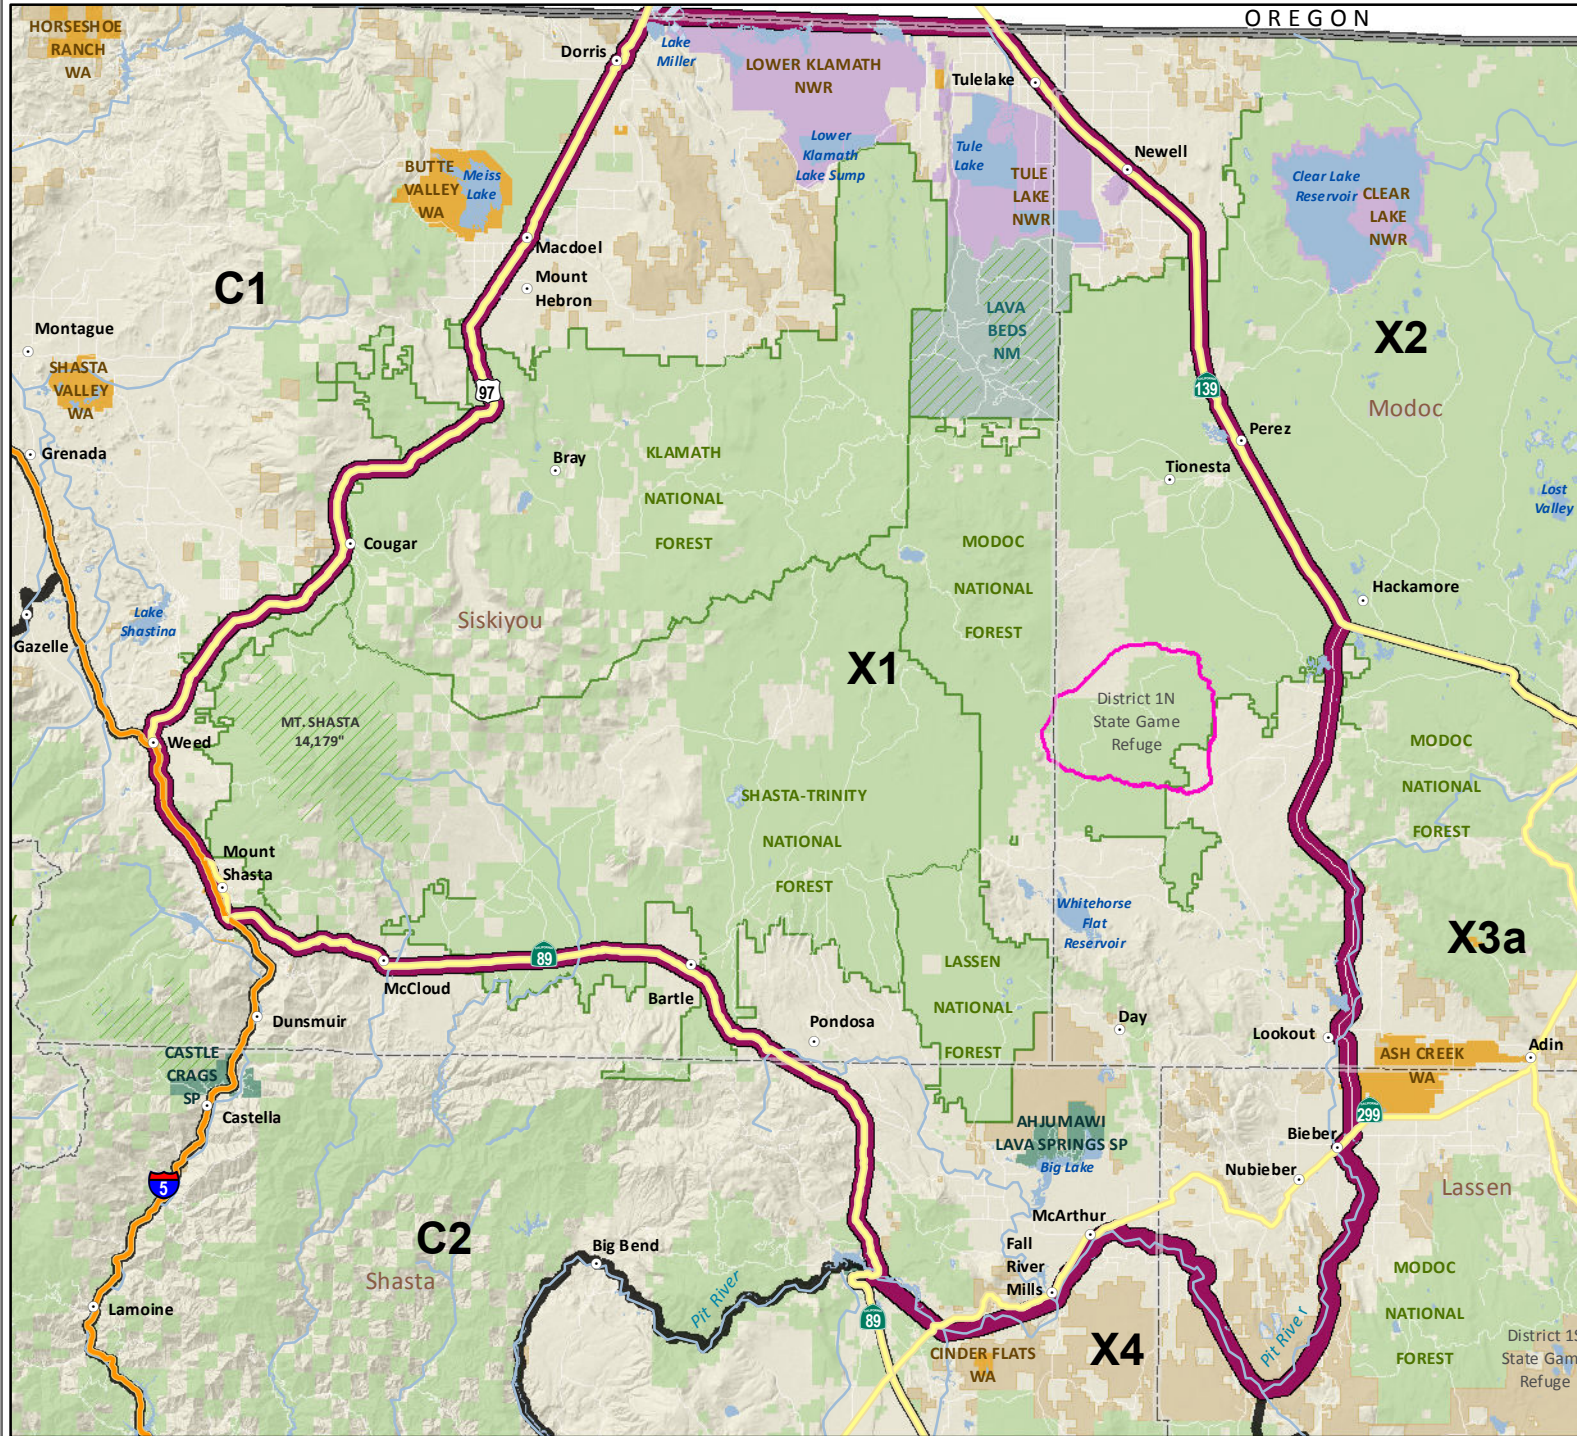 OREGON
HORSESHOE
RANCH
WA
Dorris
Lake
Miller
LOWER KLAMATH
NWR
Tulelake
Lower
Klamath
Lake Sump
Tule
Lake
TULE
LAKE
NWR
Newell
Clear Lake
Reservoir
CLEAR
LAKE
NWR
BUTTE
VALLEY
WA
Meiss
Lake
Macdoel
Mount
Hebron
C1
Montague
SHASTA
VALLEY
WA
LAVA
BEDS
NM
X2
Modoc
97
139
Grenada
Bray
KLAMATH
NATIONAL
FOREST
Perez
Tionesta
Lost
Valley
Cougar
MODOC
NATIONAL
FOREST
Hackamore
Lake
Shastina
Gazelle
Siskiyou
X1
District 1N
State Game
Refuge
MT. SHASTA
14,179"
Weed
MODOC
NATIONAL
FOREST
SHASTA-TRINITY
NATIONAL
FOREST
Mount
Shasta
Whitehorse
Flat
Reservoir
X3a
89
McCloud
Bartle
LASSEN
NATIONAL
FOREST
Dunsmuir
Pondosa
Day
Lookout
Adin
CASTLE
CRAGS
SP
Castella
ASH CREEK
WA
299
AHJUMAWI
LAVA SPRINGS SP
Big Lake
Bieber
Nubieber
Lassen
5
C2
Shasta
Big Bend
Pit River
McArthur
Fall
River
Mills
Lamoine
89
CINDER FLATS
WA
X4
Pit River
MODOC
NATIONAL
FOREST
State Gam
Refuge